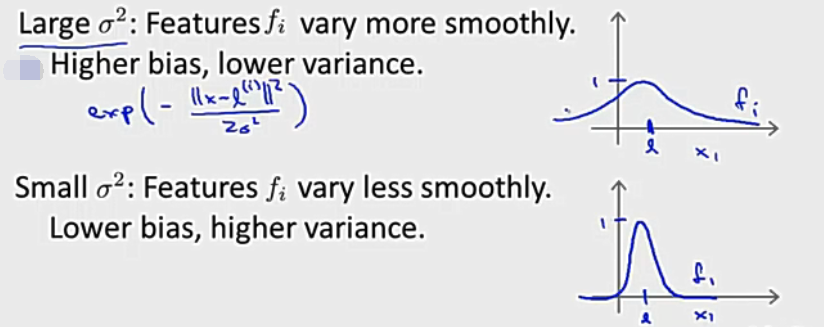 Large σ²: Features fᵢ vary more smoothly.
Higher bias, lower variance.
exp(- ||x-l⁽ⁱ⁾||² / 2σ²)
1
fᵢ
l
x₁
Small σ²: Features fᵢ vary less smoothly.
Lower bias, higher variance.
1
f₁
l
x₁